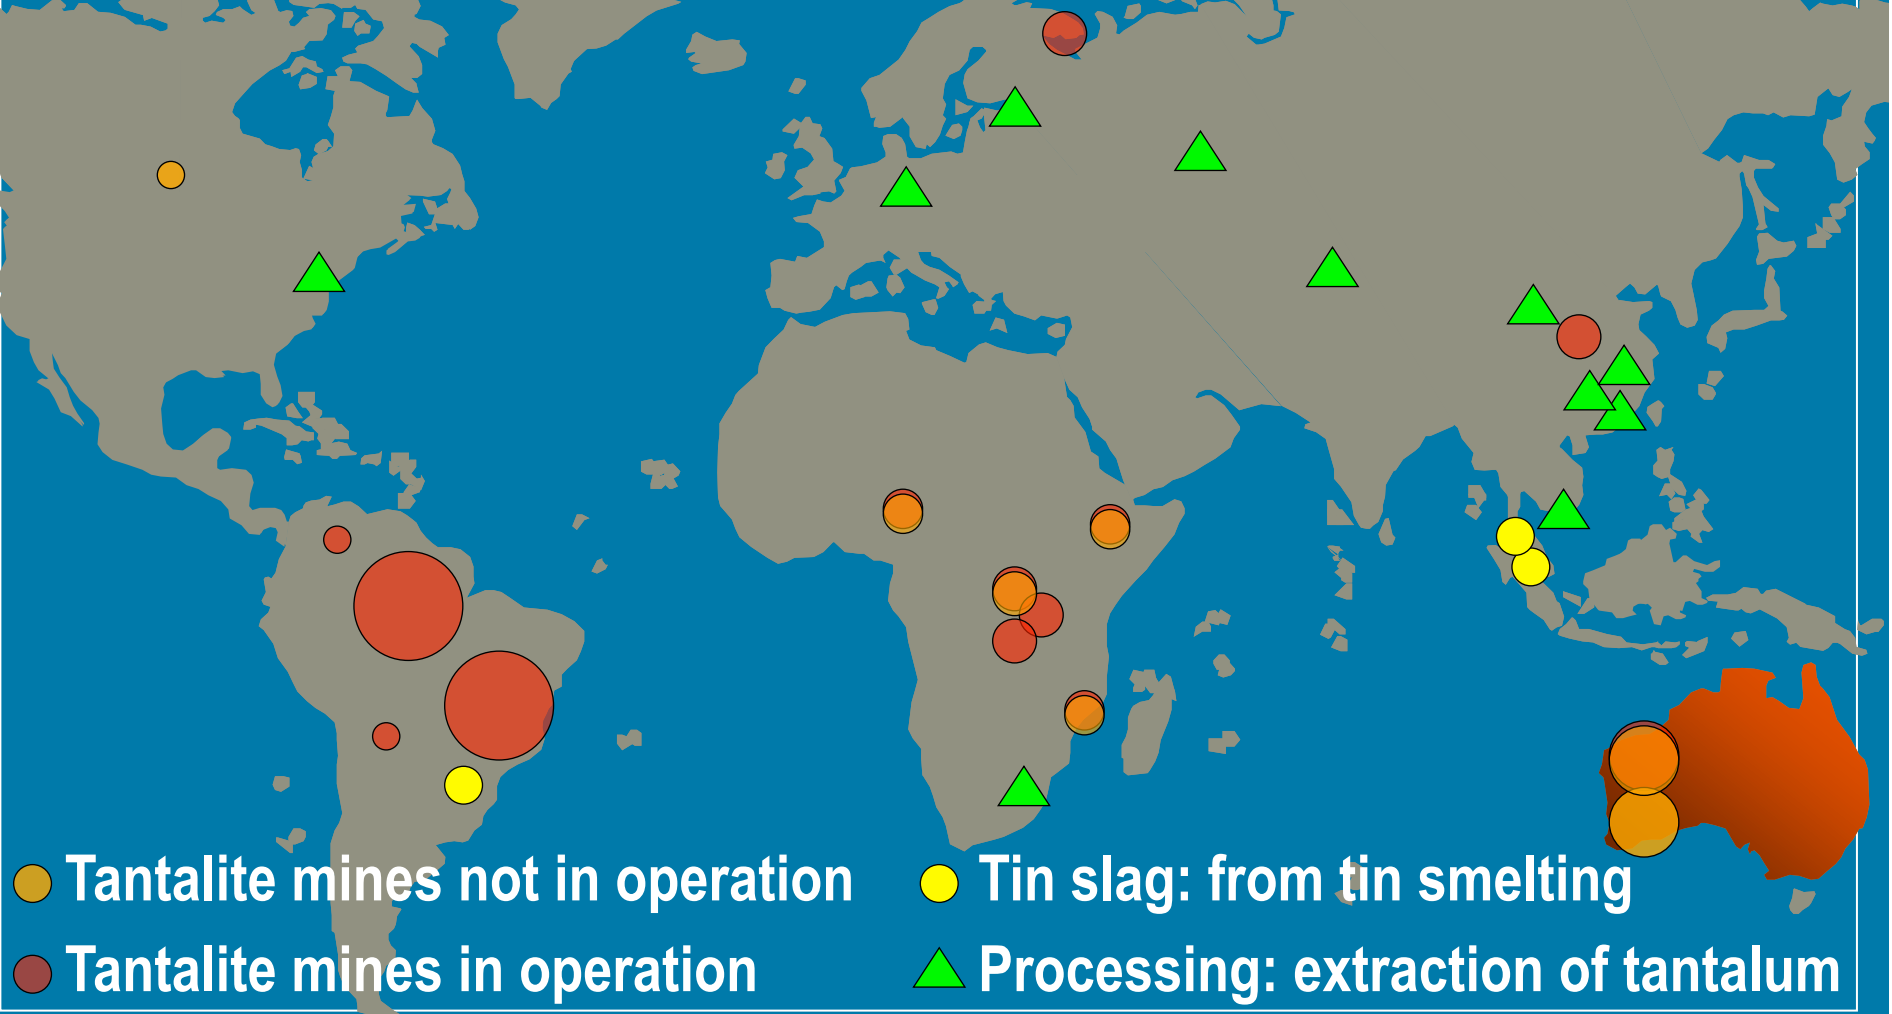 Tantalite mines not in operation
Tin slag: from tin smelting
Tantalite mines in operation
Processing: extraction of tantalum